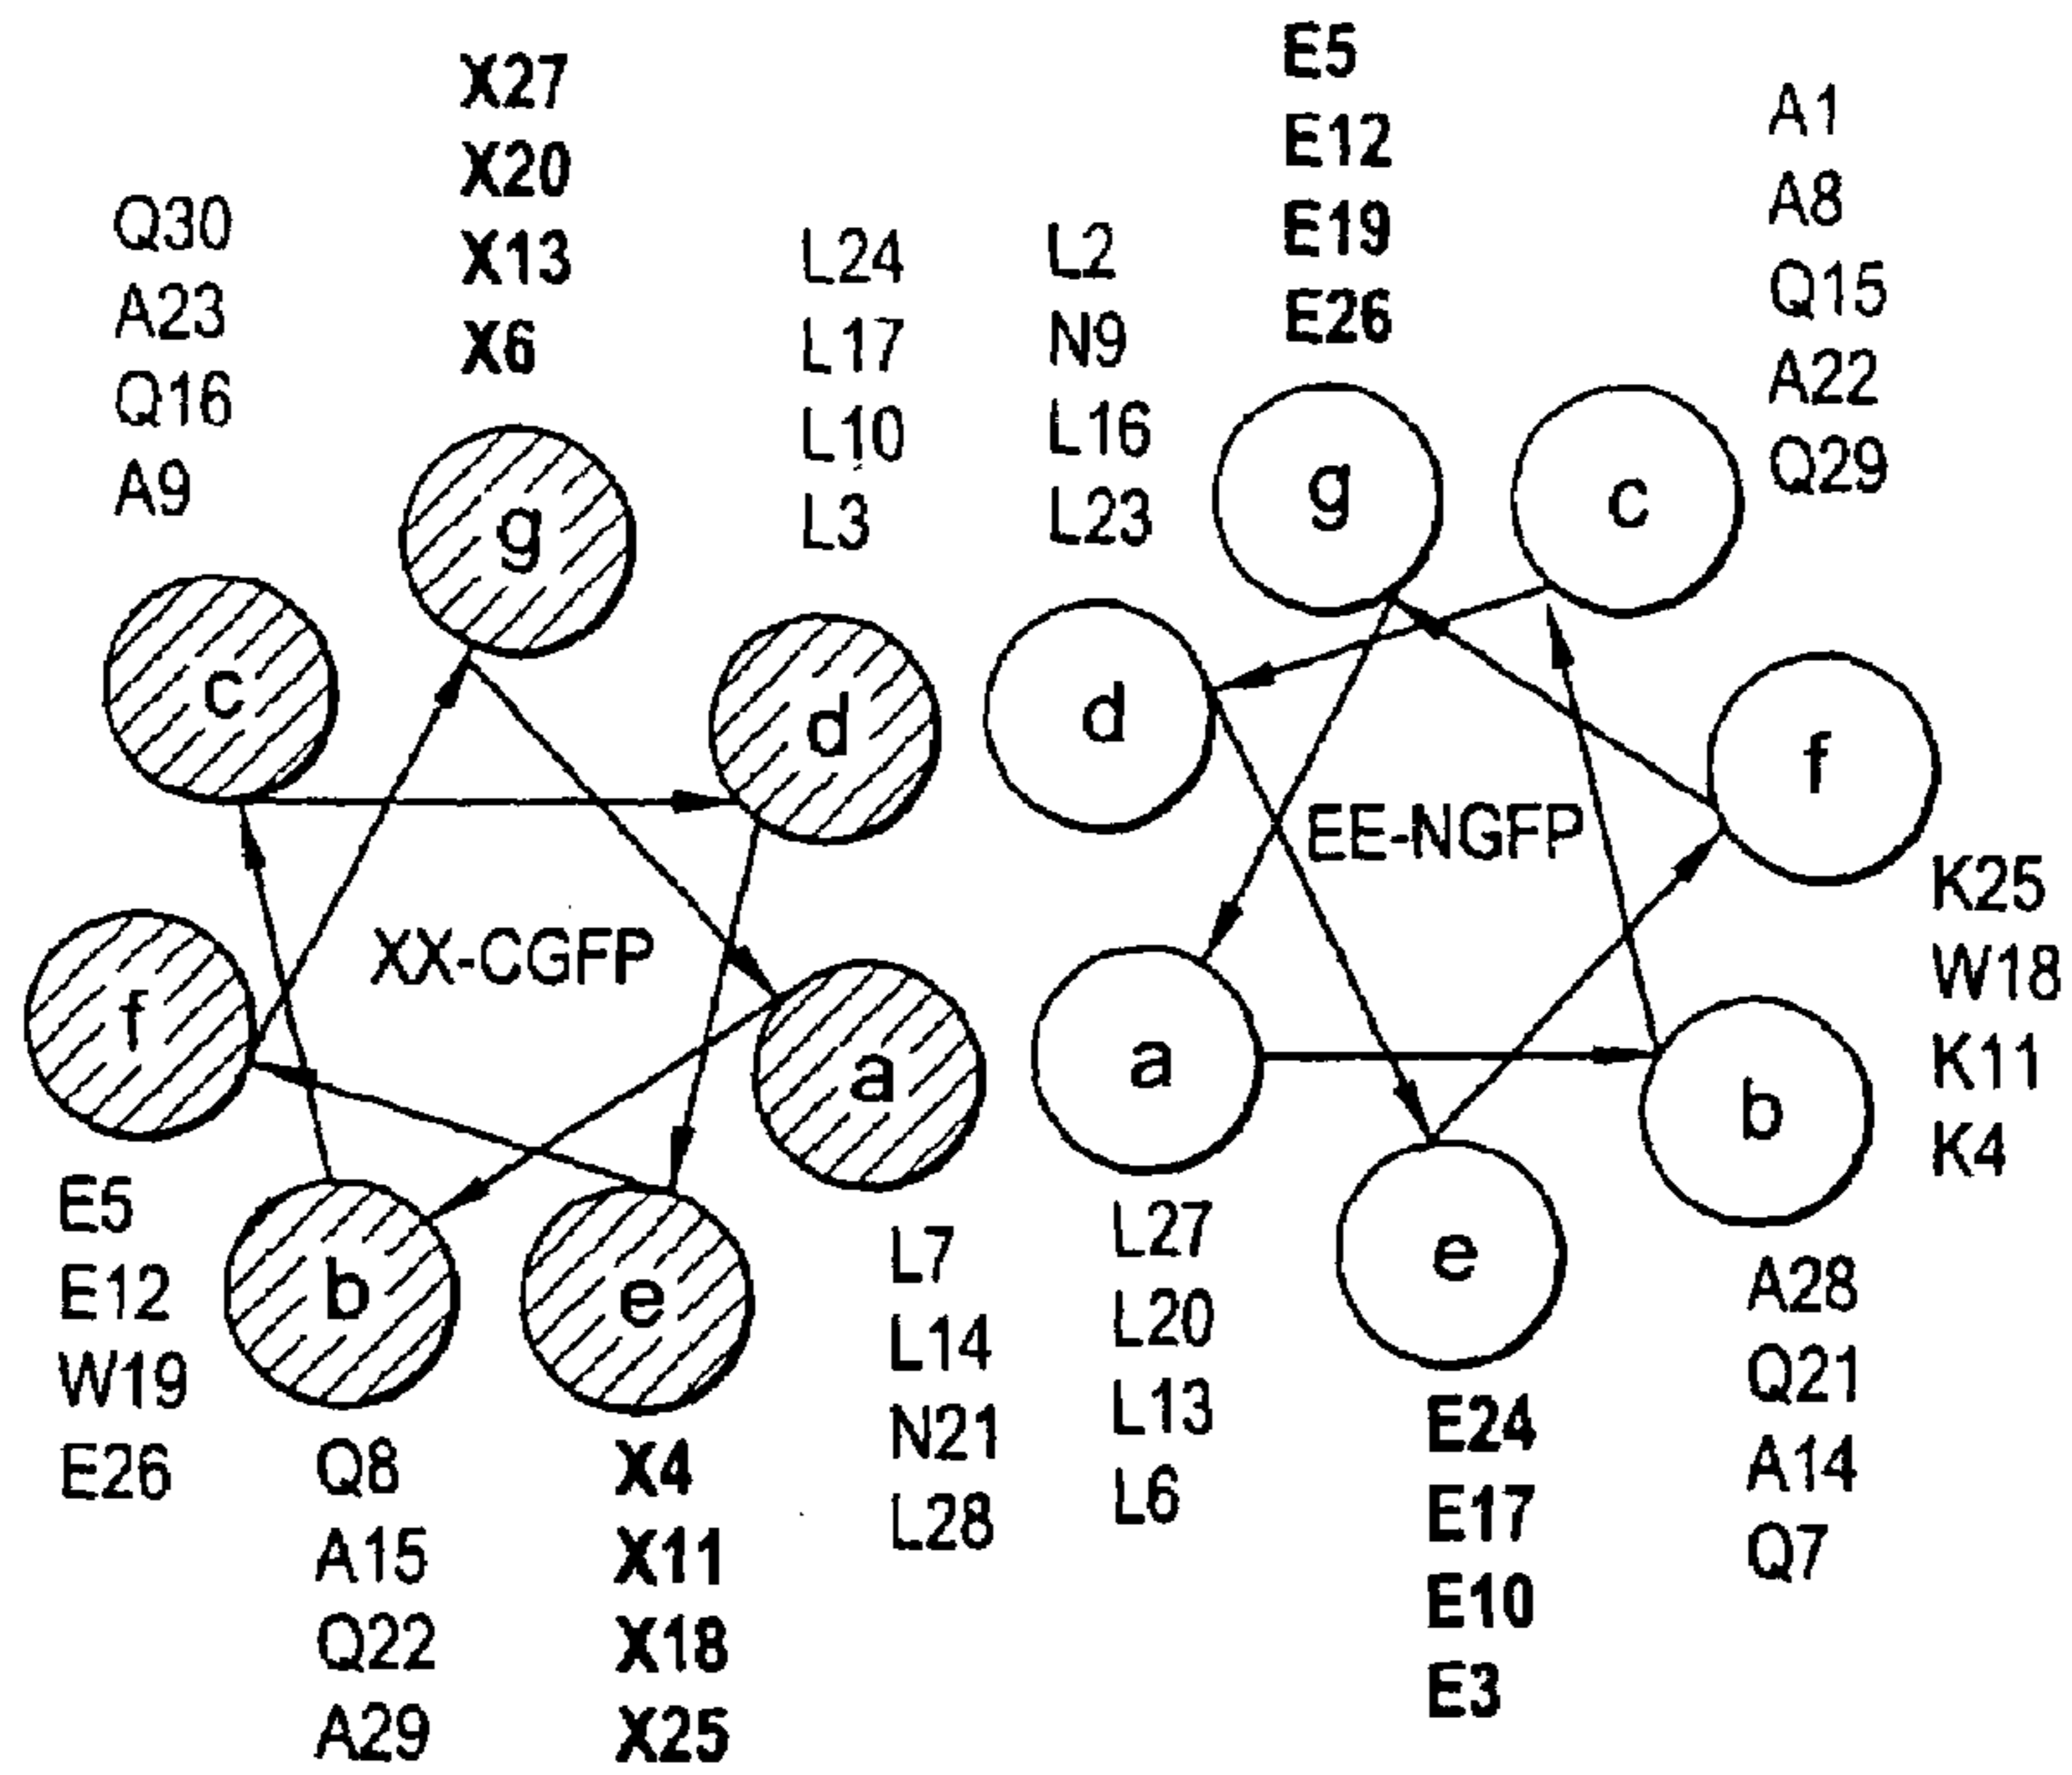 X27
X20
X13
X6
Q30
A23
Q16
A9
L24
L17
L10
L3
g
c
d
XX-CGFP
f
a
b
e
E5
E12
W19
E26
Q8
A15
Q22
A29
X4
X11
X18
X25
L7
L14
N21
L28
E5
E12
E19
E26
A1
A8
Q15
A22
Q29
L2
N9
L16
L23
g
c
d
f
EE-NGFP
a
b
e
K25
W18
K11
K4
L27
L20
L13
L6
E24
E17
E10
E3
A28
Q21
A14
Q7